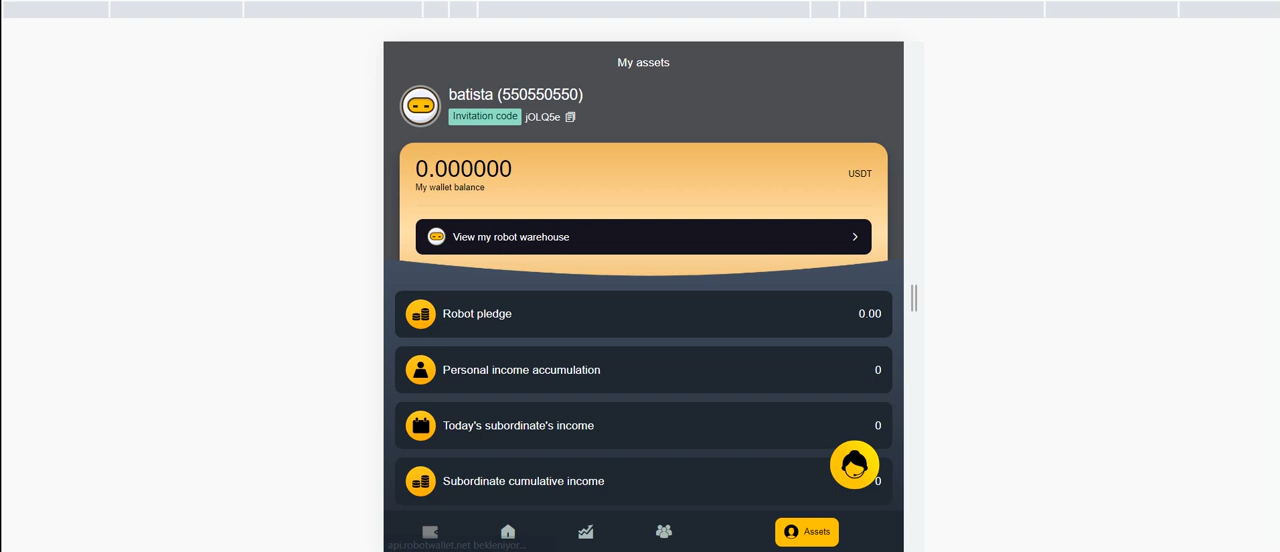 My assets
batista (550550550)
Invitation code jOLQ5e
0.000000
USDT
My wallet balance
View my robot warehouse
Robot pledge 0.00
Personal income accumulation 0
Today's subordinate's income 0
Subordinate cumulative income 0
Assets
api.robotwallet.net bekleniyor...